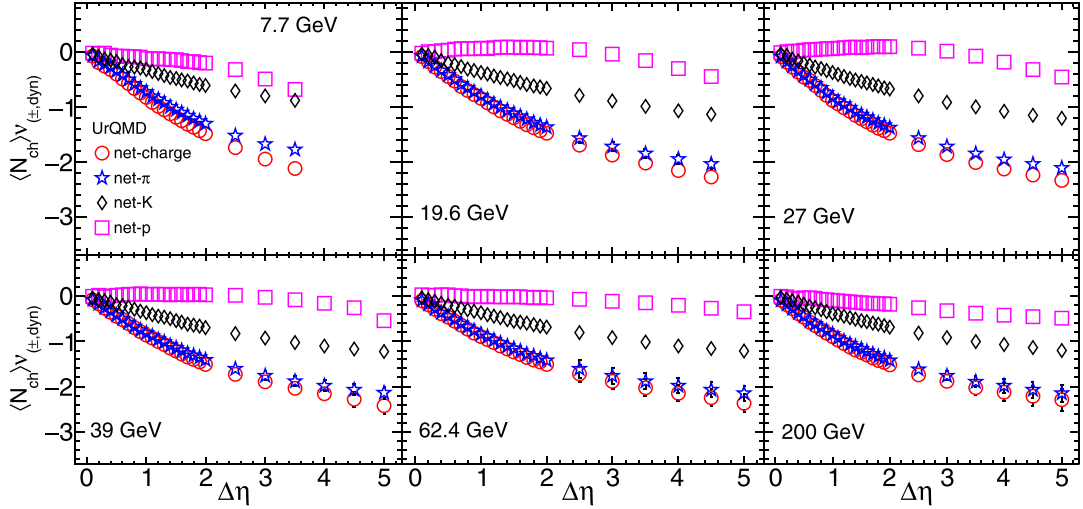 7.7 GeV
⟨N_ch⟩ν_(±,dyn)
0
−1
−2
−3
UrQMD
net-charge
net-π
net-K
net-p
19.6 GeV
27 GeV
⟨N_ch⟩ν_(±,dyn)
0
−1
−2
−3
39 GeV
62.4 GeV
200 GeV
0 1 2 3 4 5
0 1 2 3 4 5
0 1 2 3 4 5
Δη
Δη
Δη